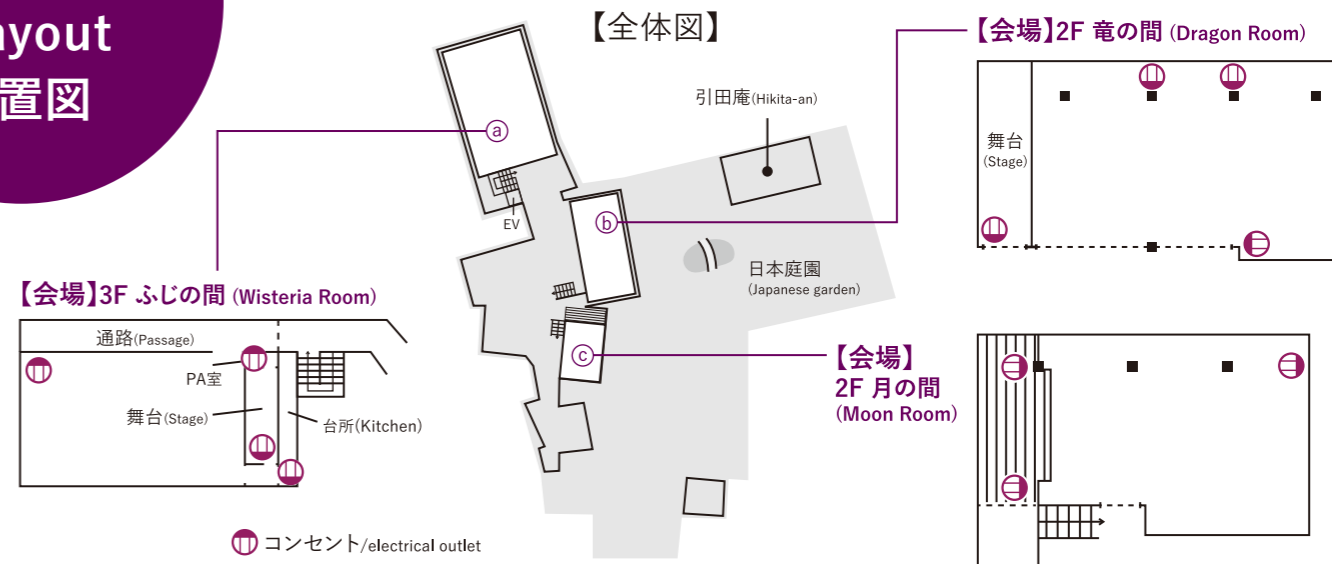 ayout
置図
【全体図】
引田庵(Hikita-an)
ⓐ
EV
ⓑ
日本庭園
(Japanese garden)
ⓒ
【会場】3F ふじの間 (Wisteria Room)
通路(Passage)
PA室
舞台(Stage)
台所(Kitchen)
コンセント/electrical outlet
【会場】2F 竜の間 (Dragon Room)
舞台
(Stage)
【会場】
2F 月の間
(Moon Room)